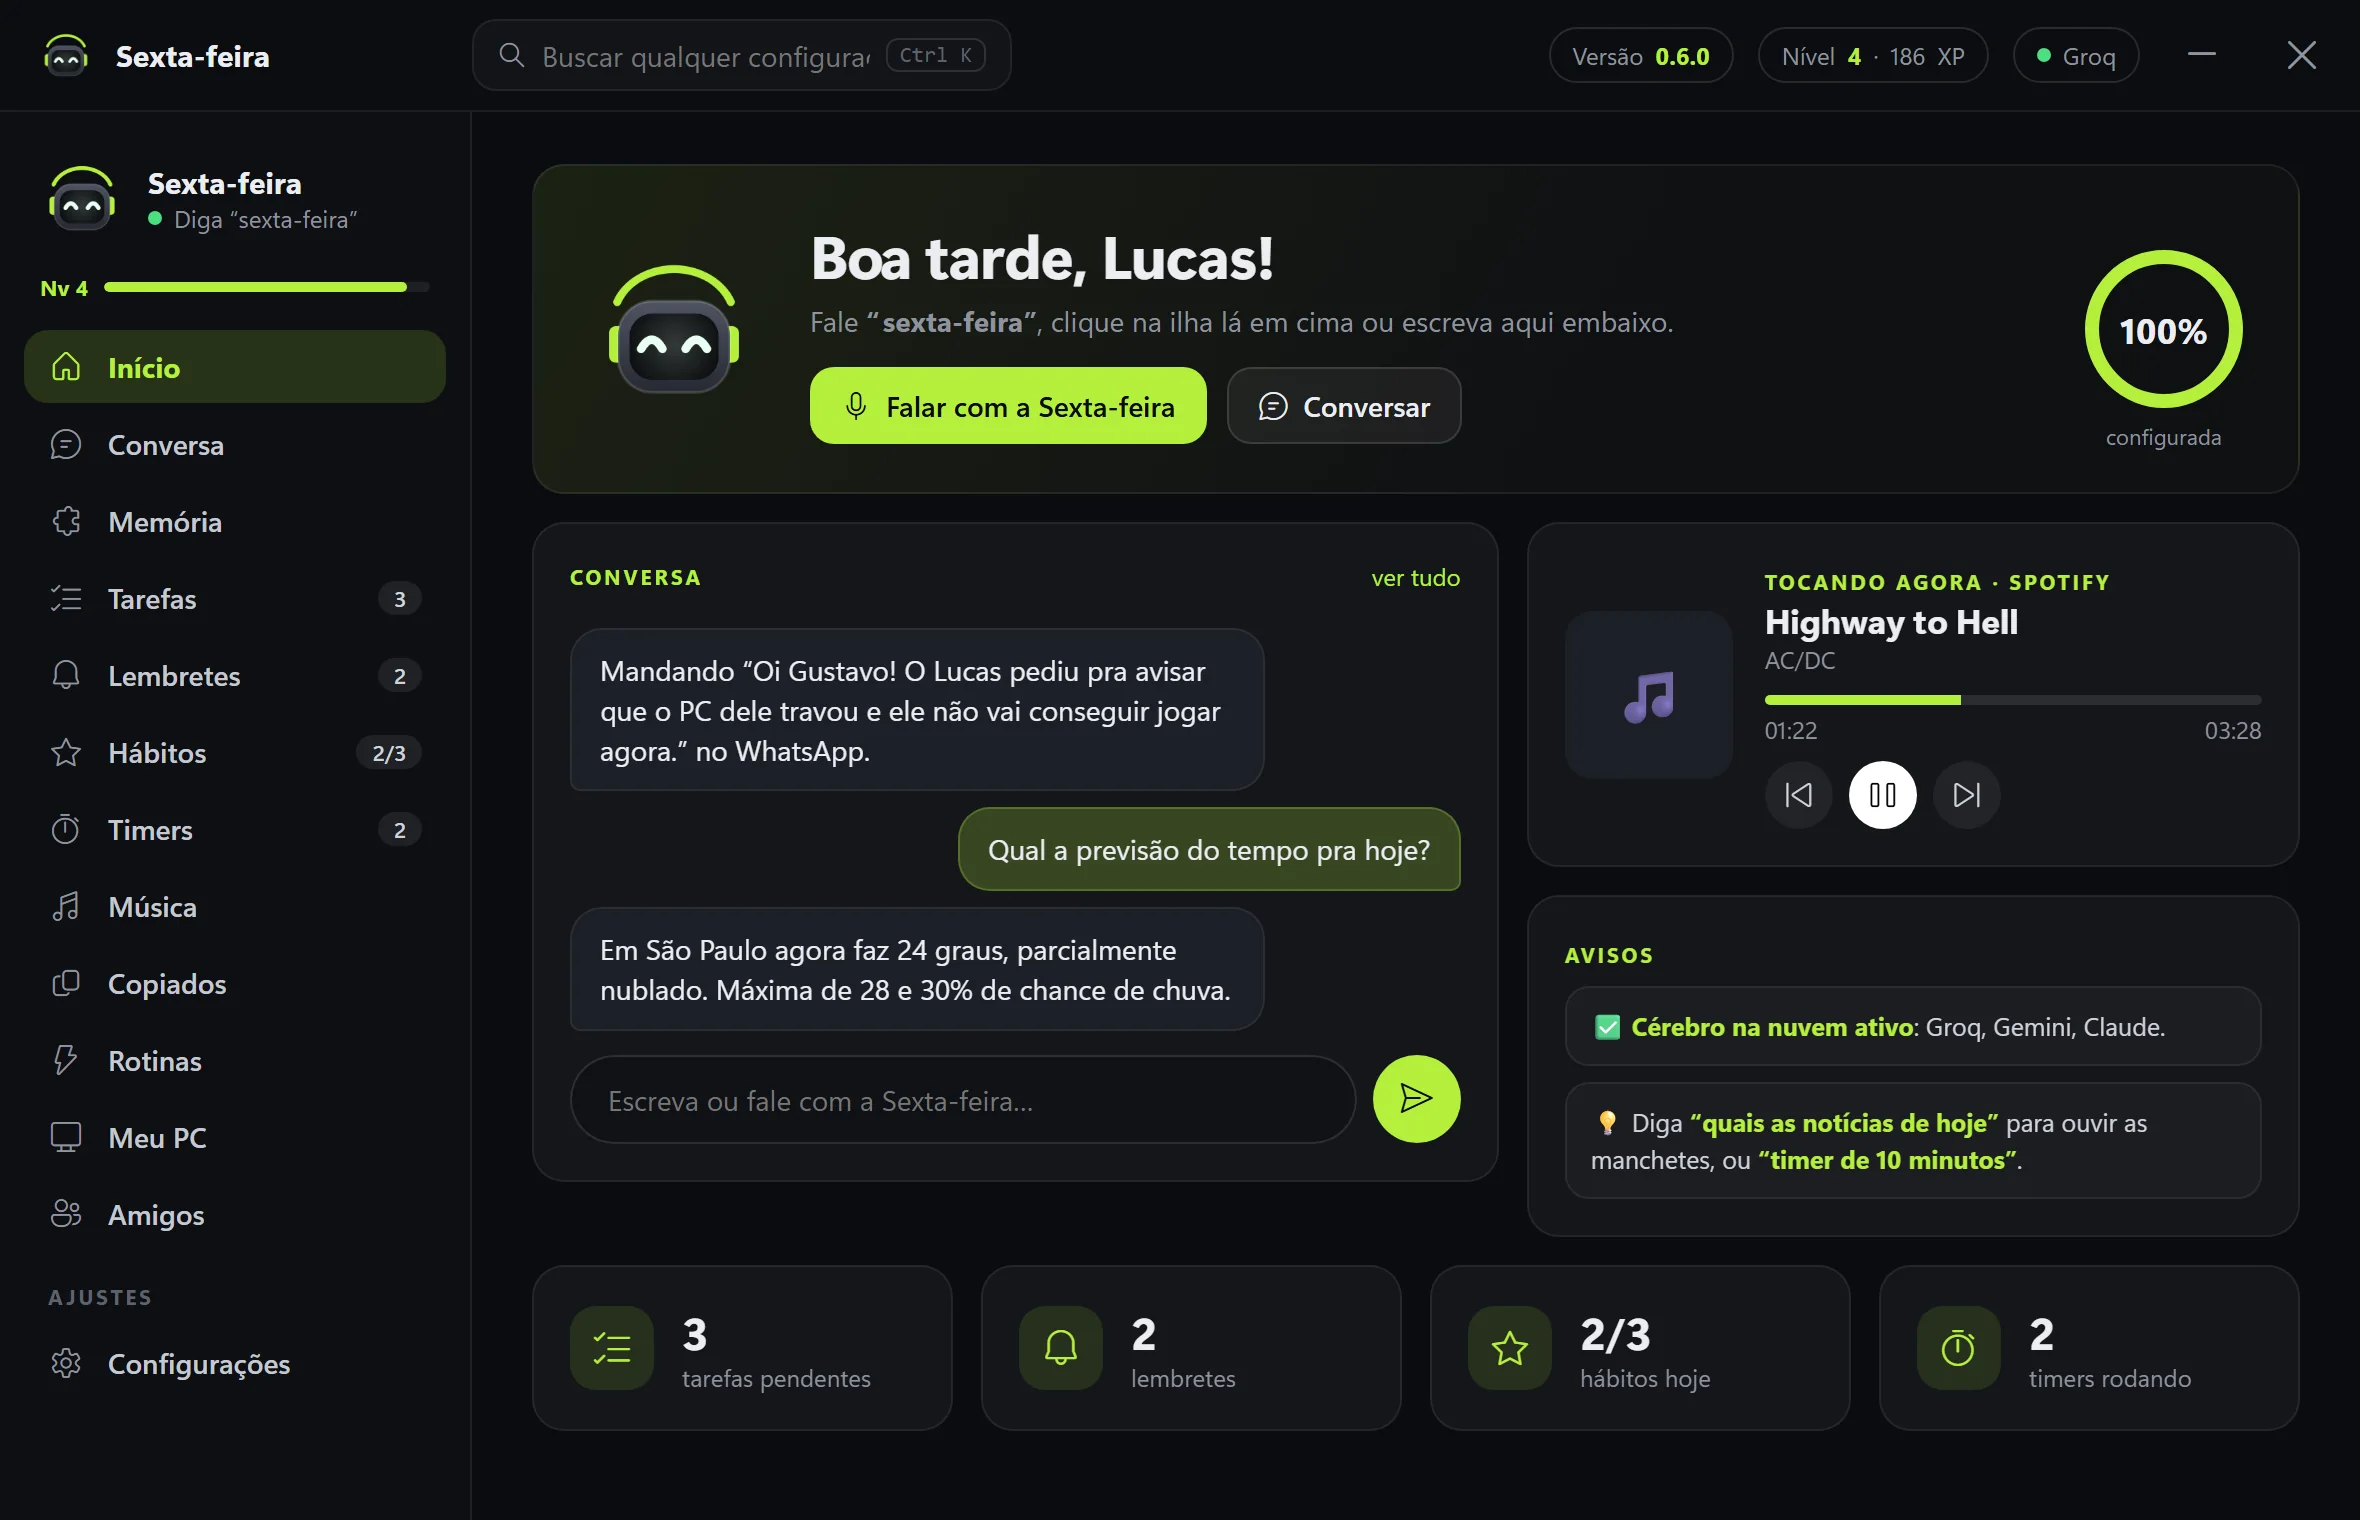 Sexta-feira
Buscar qualquer configura
Ctrl K
Versão 0.6.0
Nível 4 · 186 XP
Groq
Sexta-feira
Diga “sexta-feira”
Nv 4
Início
Conversa
Memória
Tarefas 3
Lembretes 2
Hábitos 2/3
Timers 2
Música
Copiados
Rotinas
Meu PC
Amigos
AJUSTES
Configurações
Boa tarde, Lucas!
Fale “sexta-feira”, clique na ilha lá em cima ou escreva aqui embaixo.
Falar com a Sexta-feira
Conversar
100%
configurada
CONVERSA
ver tudo
Mandando “Oi Gustavo! O Lucas pediu pra avisar
que o PC dele travou e ele não vai conseguir jogar
agora.” no WhatsApp.
Qual a previsão do tempo pra hoje?
Em São Paulo agora faz 24 graus, parcialmente
nublado. Máxima de 28 e 30% de chance de chuva.
Escreva ou fale com a Sexta-feira...
TOCANDO AGORA · SPOTIFY
Highway to Hell
AC/DC
01:22
03:28
AVISOS
✅ Cérebro na nuvem ativo: Groq, Gemini, Claude.
💡 Diga “quais as notícias de hoje” para ouvir as
manchetes, ou “timer de 10 minutos”.
3
tarefas pendentes
2
lembretes
2/3
hábitos hoje
2
timers rodando